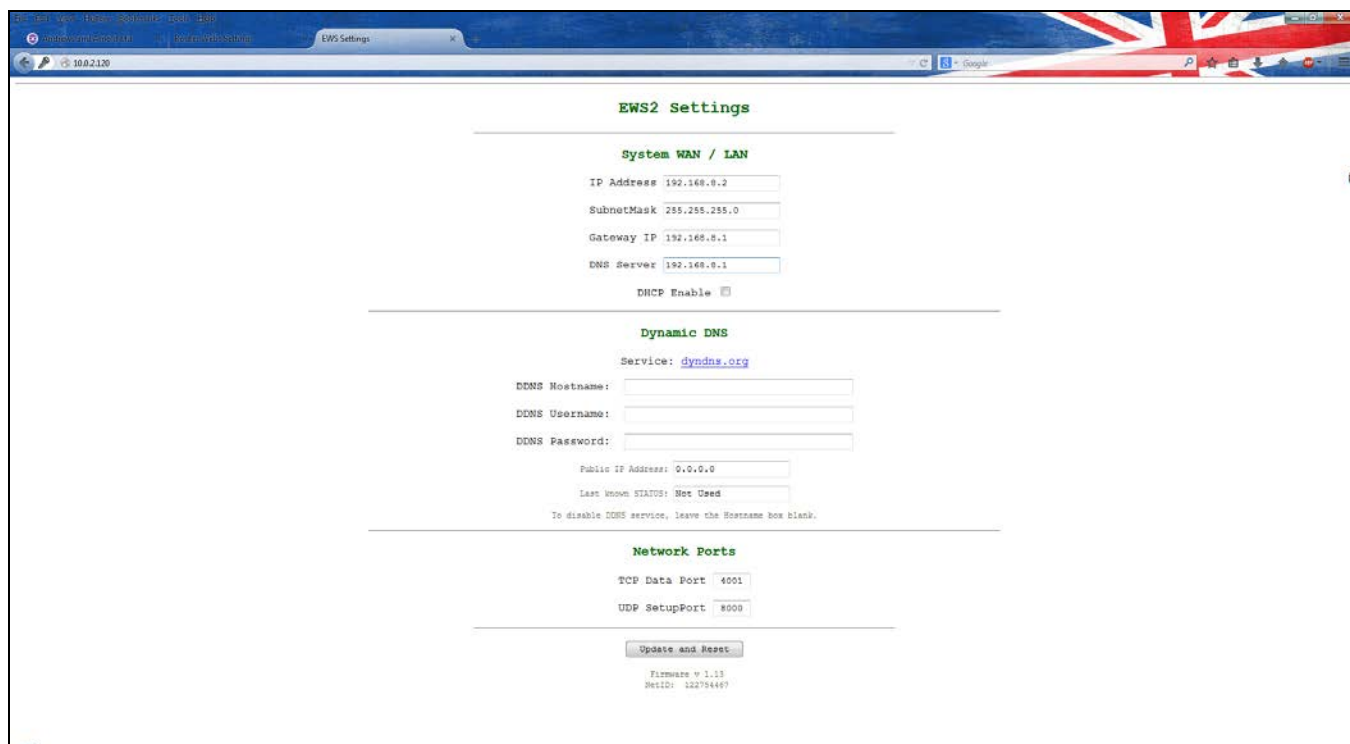 EWS Settings
10.0.2.120
Google
EWS2 Settings
System WAN / LAN
IP Address 192.168.8.2
SubnetMask 255.255.255.0
Gateway IP 192.168.8.1
DNS Server 192.168.8.1
DHCP Enable
Dynamic DNS
Service: dyndns.org
DDNS Hostname:
DDNS Username:
DDNS Password:
Public IP Address: 0.0.0.0
Last known STATUS: Not Used
To disable DDNS service, leave the Hostname box blank.
Network Ports
TCP Data Port 4001
UDP SetupPort 8000
Update and Reset
Firmware v 1.15
NetID: 122754467